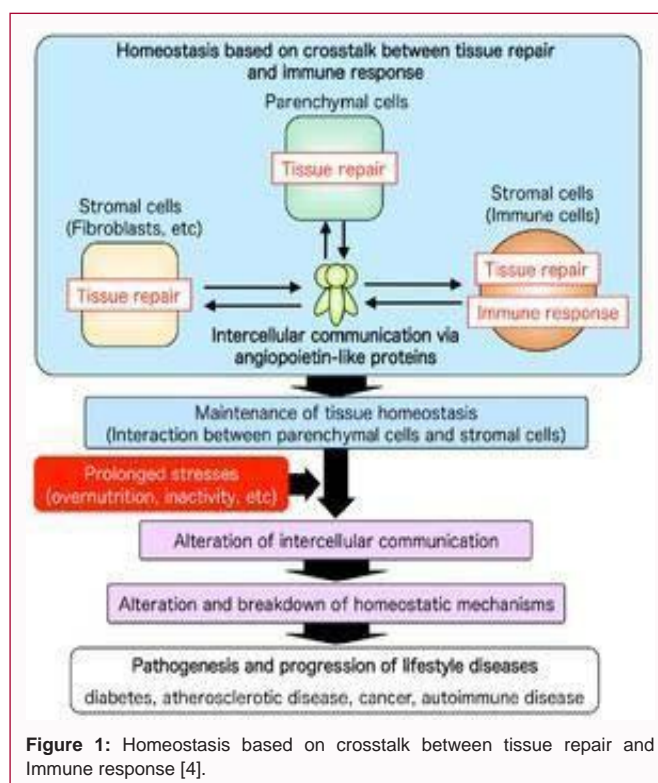 Homeostasis based on crosstalk between tissue repair
and immune response
Parenchymal cells
Tissue repair
Stromal cells
(Fibroblasts, etc)
Tissue repair
Stromal cells
(Immune cells)
Tissue repair
Immune response
Intercellular communication via
angiopoietin-like proteins
Maintenance of tissue homeostasis
(Interaction between parenchymal cells and stromal cells)
Prolonged stresses
(overnutrition, inactivity, etc)
Alteration of intercellular communication
Alteration and breakdown of homeostatic mechanisms
Pathogenesis and progression of lifestyle diseases
diabetes, atherosclerotic disease, cancer, autoimmune disease
Figure 1: Homeostasis based on crosstalk between tissue repair and
Immune response [4].